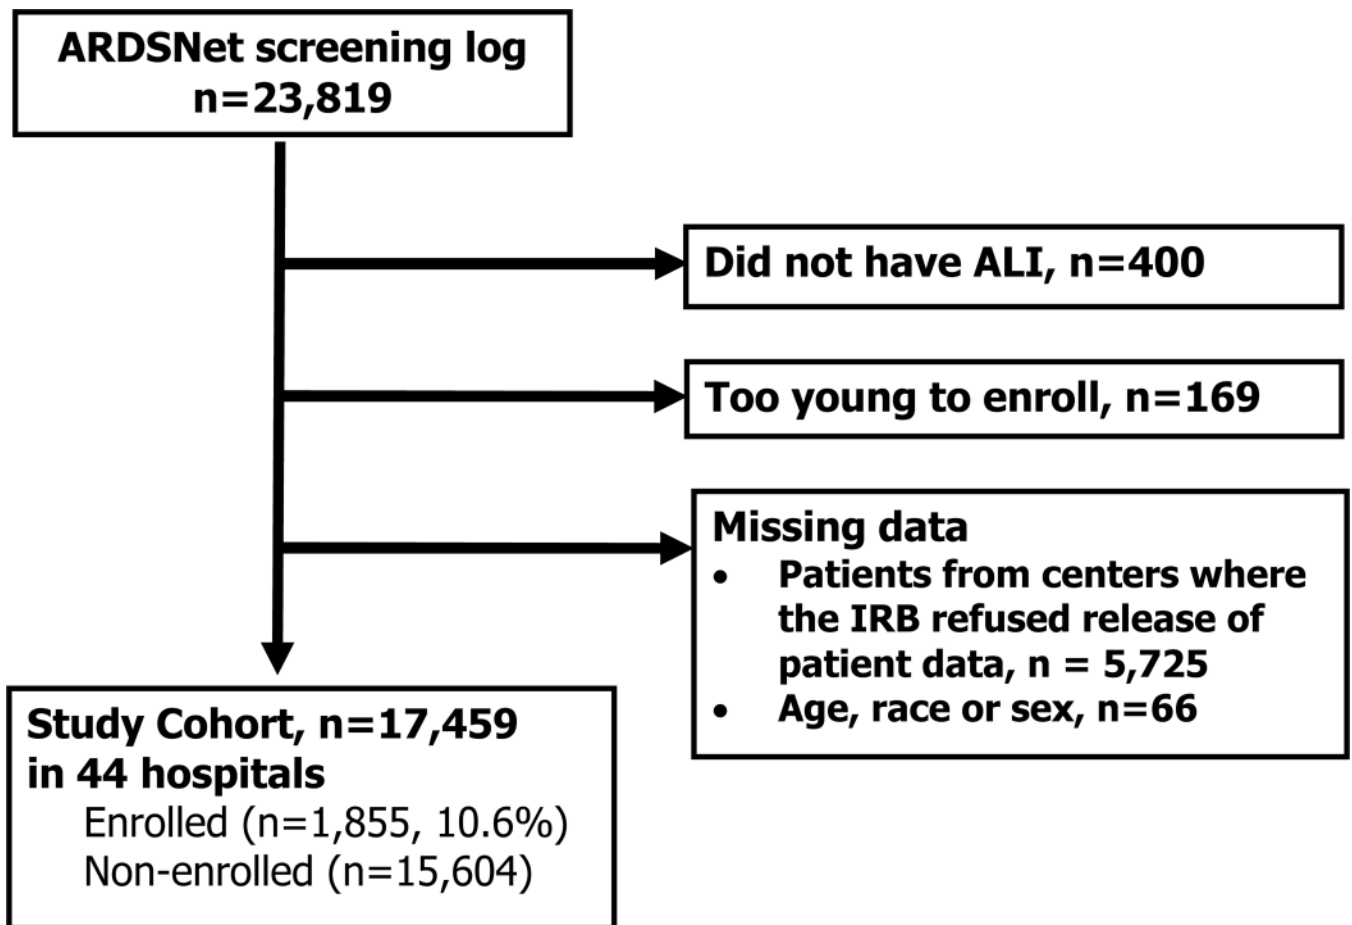 ARDSNet screening log
n=23,819
Did not have ALI, n=400
Too young to enroll, n=169
Missing data
• Patients from centers where
the IRB refused release of
patient data, n = 5,725
• Age, race or sex, n=66
Study Cohort, n=17,459
in 44 hospitals
Enrolled (n=1,855, 10.6%)
Non-enrolled (n=15,604)